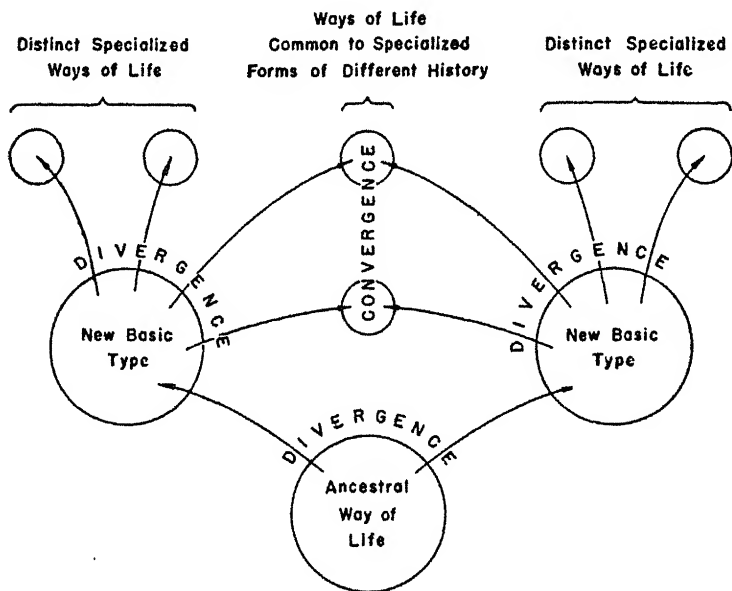 Distinct Specialized
Ways of Life
Ways of Life
Common to Specialized
Forms of Different History
Distinct Specialized
Ways of Life
DIVERGENCE
CONVERGENCE
DIVERGENCE
New Basic
Type
New Basic
Type
DIVERGENCE
Ancestral
Way of
Life